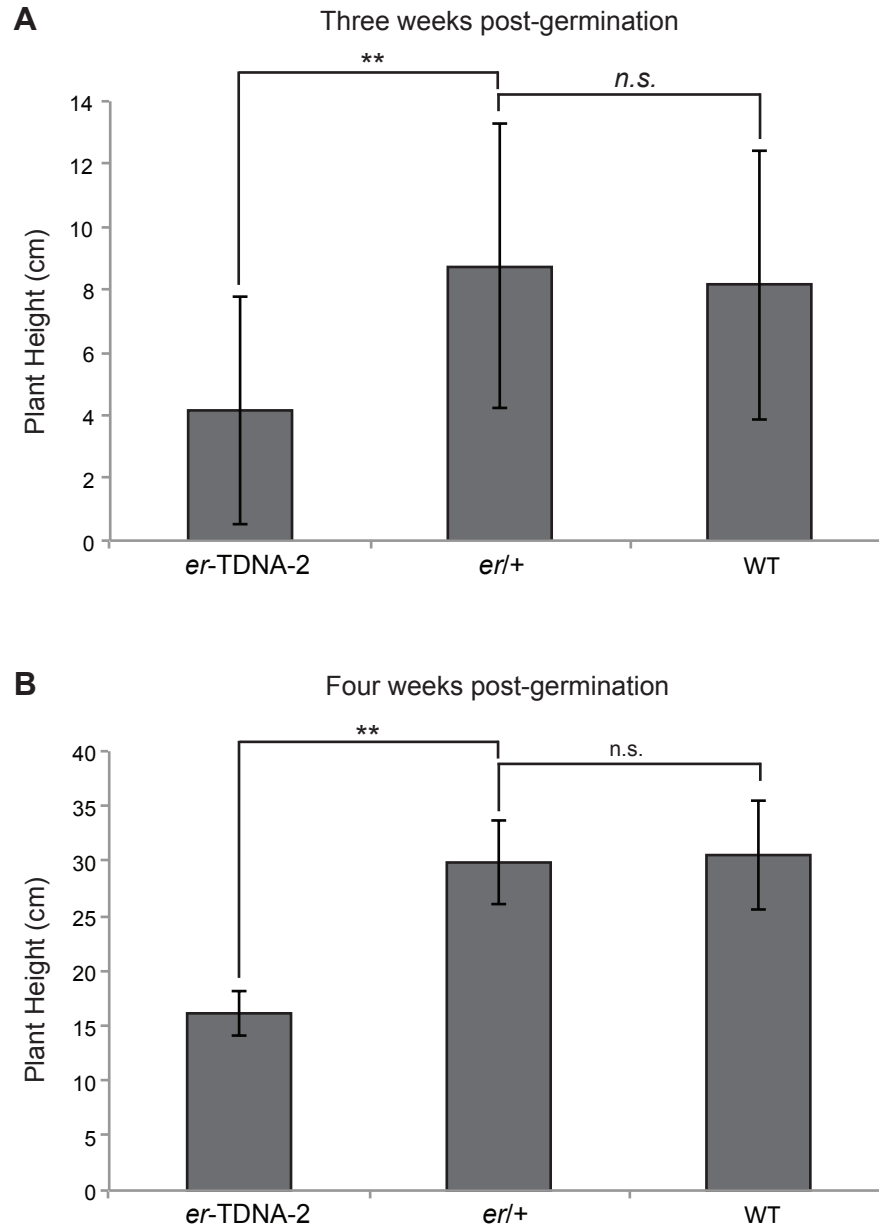 A
Three weeks post-germination
**
n.s.
14
12
10
8
6
4
2
0
Plant Height (cm)
er-TDNA-2
er/+
WT
B
Four weeks post-germination
**
n.s.
40
35
30
25
20
15
10
5
0
Plant Height (cm)
er-TDNA-2
er/+
WT